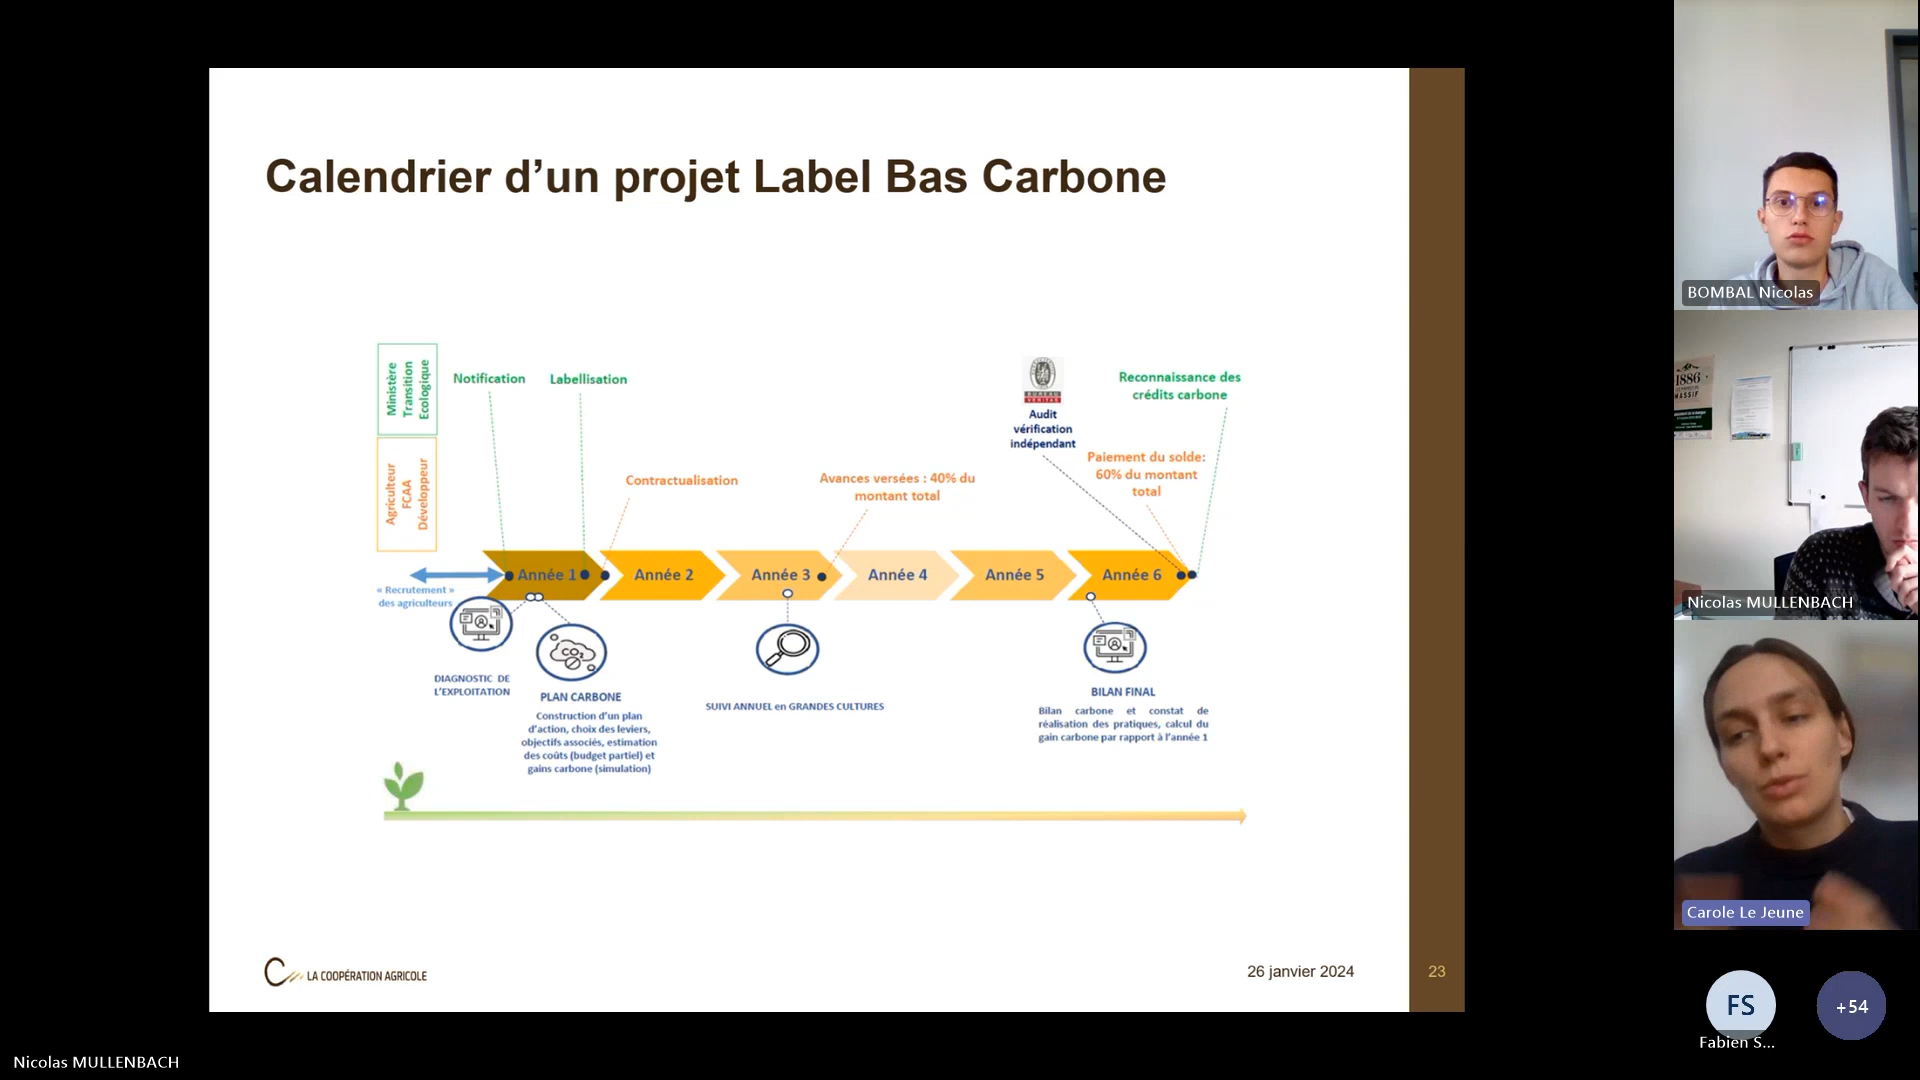 Calendrier d’un projet Label Bas Carbone
Ministère
Transition
Ecologique
Notification
Labellisation
BUREAU
VERITAS
Audit
vérification
indépendant
Reconnaissance des
crédits carbone
Agriculteur
FCAA
Développeur
Contractualisation
Avances versées : 40% du
montant total
Paiement du solde:
60% du montant
total
Année 1
Année 2
Année 3
Année 4
Année 5
Année 6
« Recrutement »
des agriculteurs
DIAGNOSTIC DE
L’EXPLOITATION
CO2
PLAN CARBONE
Construction d’un plan
d’action, choix des leviers,
objectifs associés, estimation
des coûts (budget partiel) et
gains carbone (simulation)
SUIVI ANNUEL en GRANDES CULTURES
BILAN FINAL
Bilan carbone et constat de
réalisation des pratiques, calcul du
gain carbone par rapport à l’année 1
LA COOPÉRATION AGRICOLE
26 janvier 2024
23
BOMBAL Nicolas
1886
MASSIF
Nicolas MULLENBACH
Carole Le Jeune
FS
Fabien S...
+54
Nicolas MULLENBACH